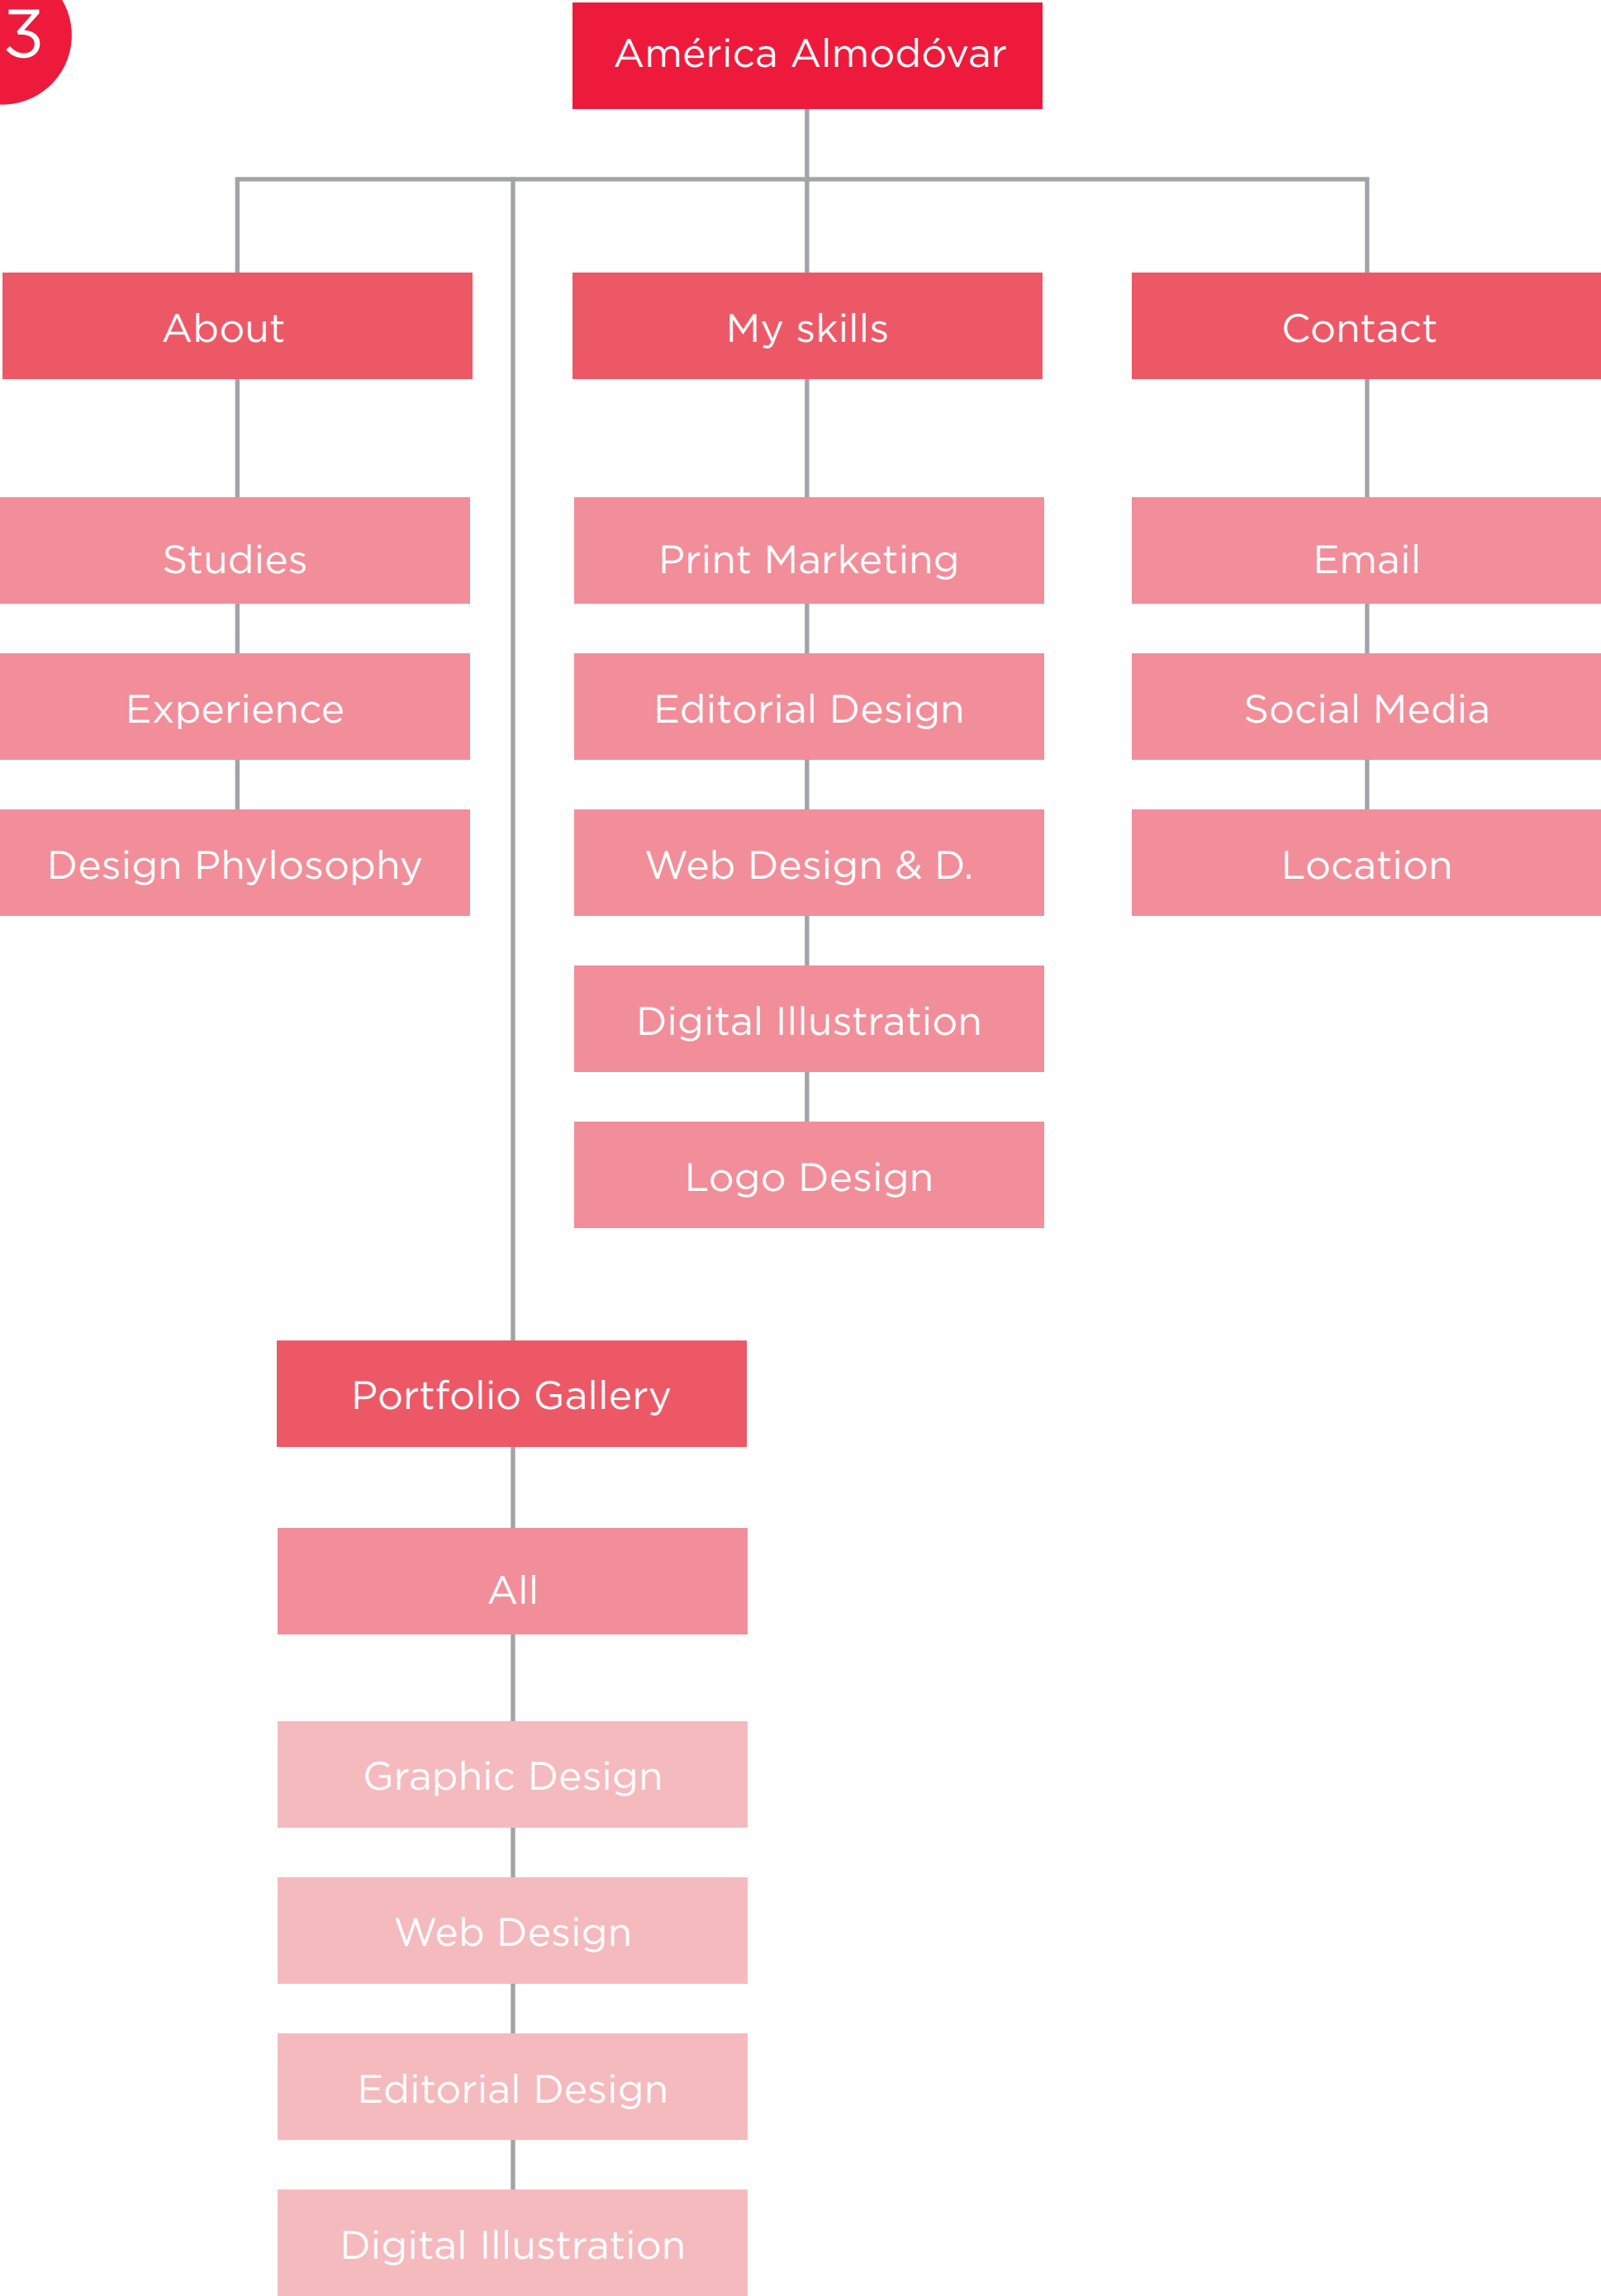 3
América Almodóvar
About
My skills
Contact
Studies
Print Marketing
Email
Experience
Editorial Design
Social Media
Design Phylosophy
Web Design & D.
Location
Digital Illustration
Logo Design
Portfolio Gallery
All
Graphic Design
Web Design
Editorial Design
Digital Illustration